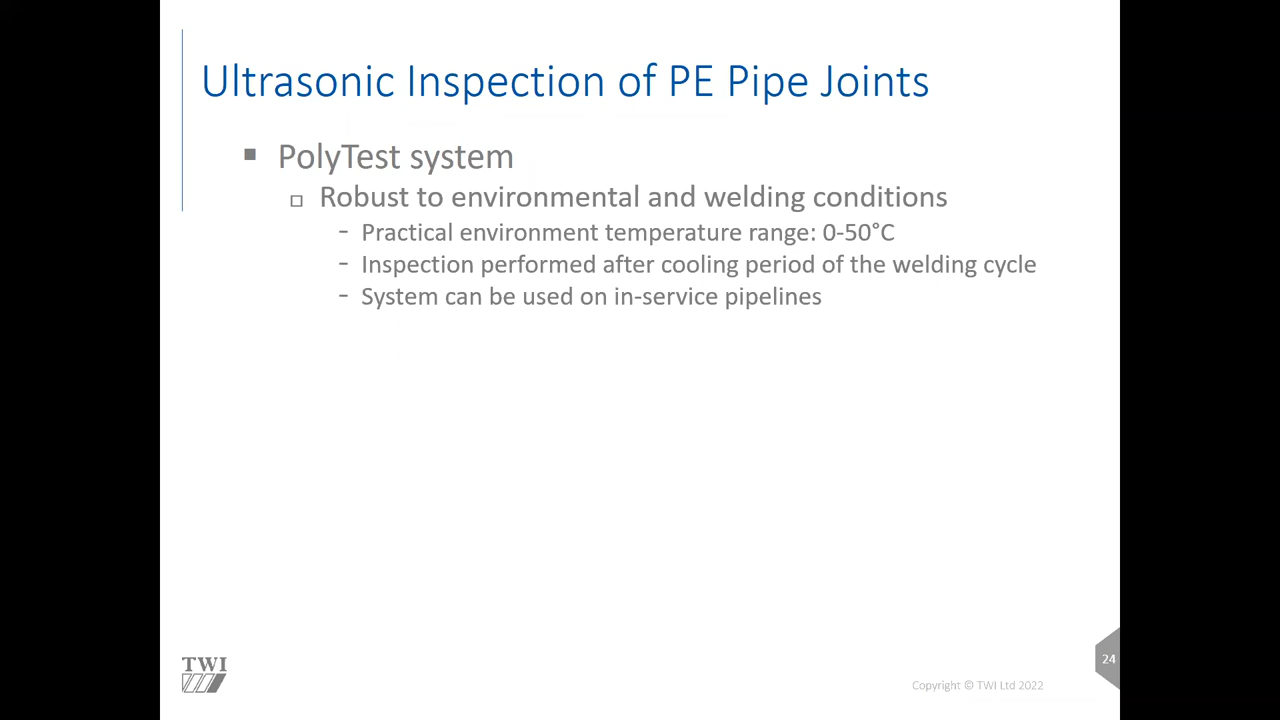 Ultrasonic Inspection of PE Pipe Joints
PolyTest system
Robust to environmental and welding conditions
- Practical environment temperature range: 0-50°C
- Inspection performed after cooling period of the welding cycle
- System can be used on in-service pipelines
TWI
24
Copyright © TWI Ltd 2022